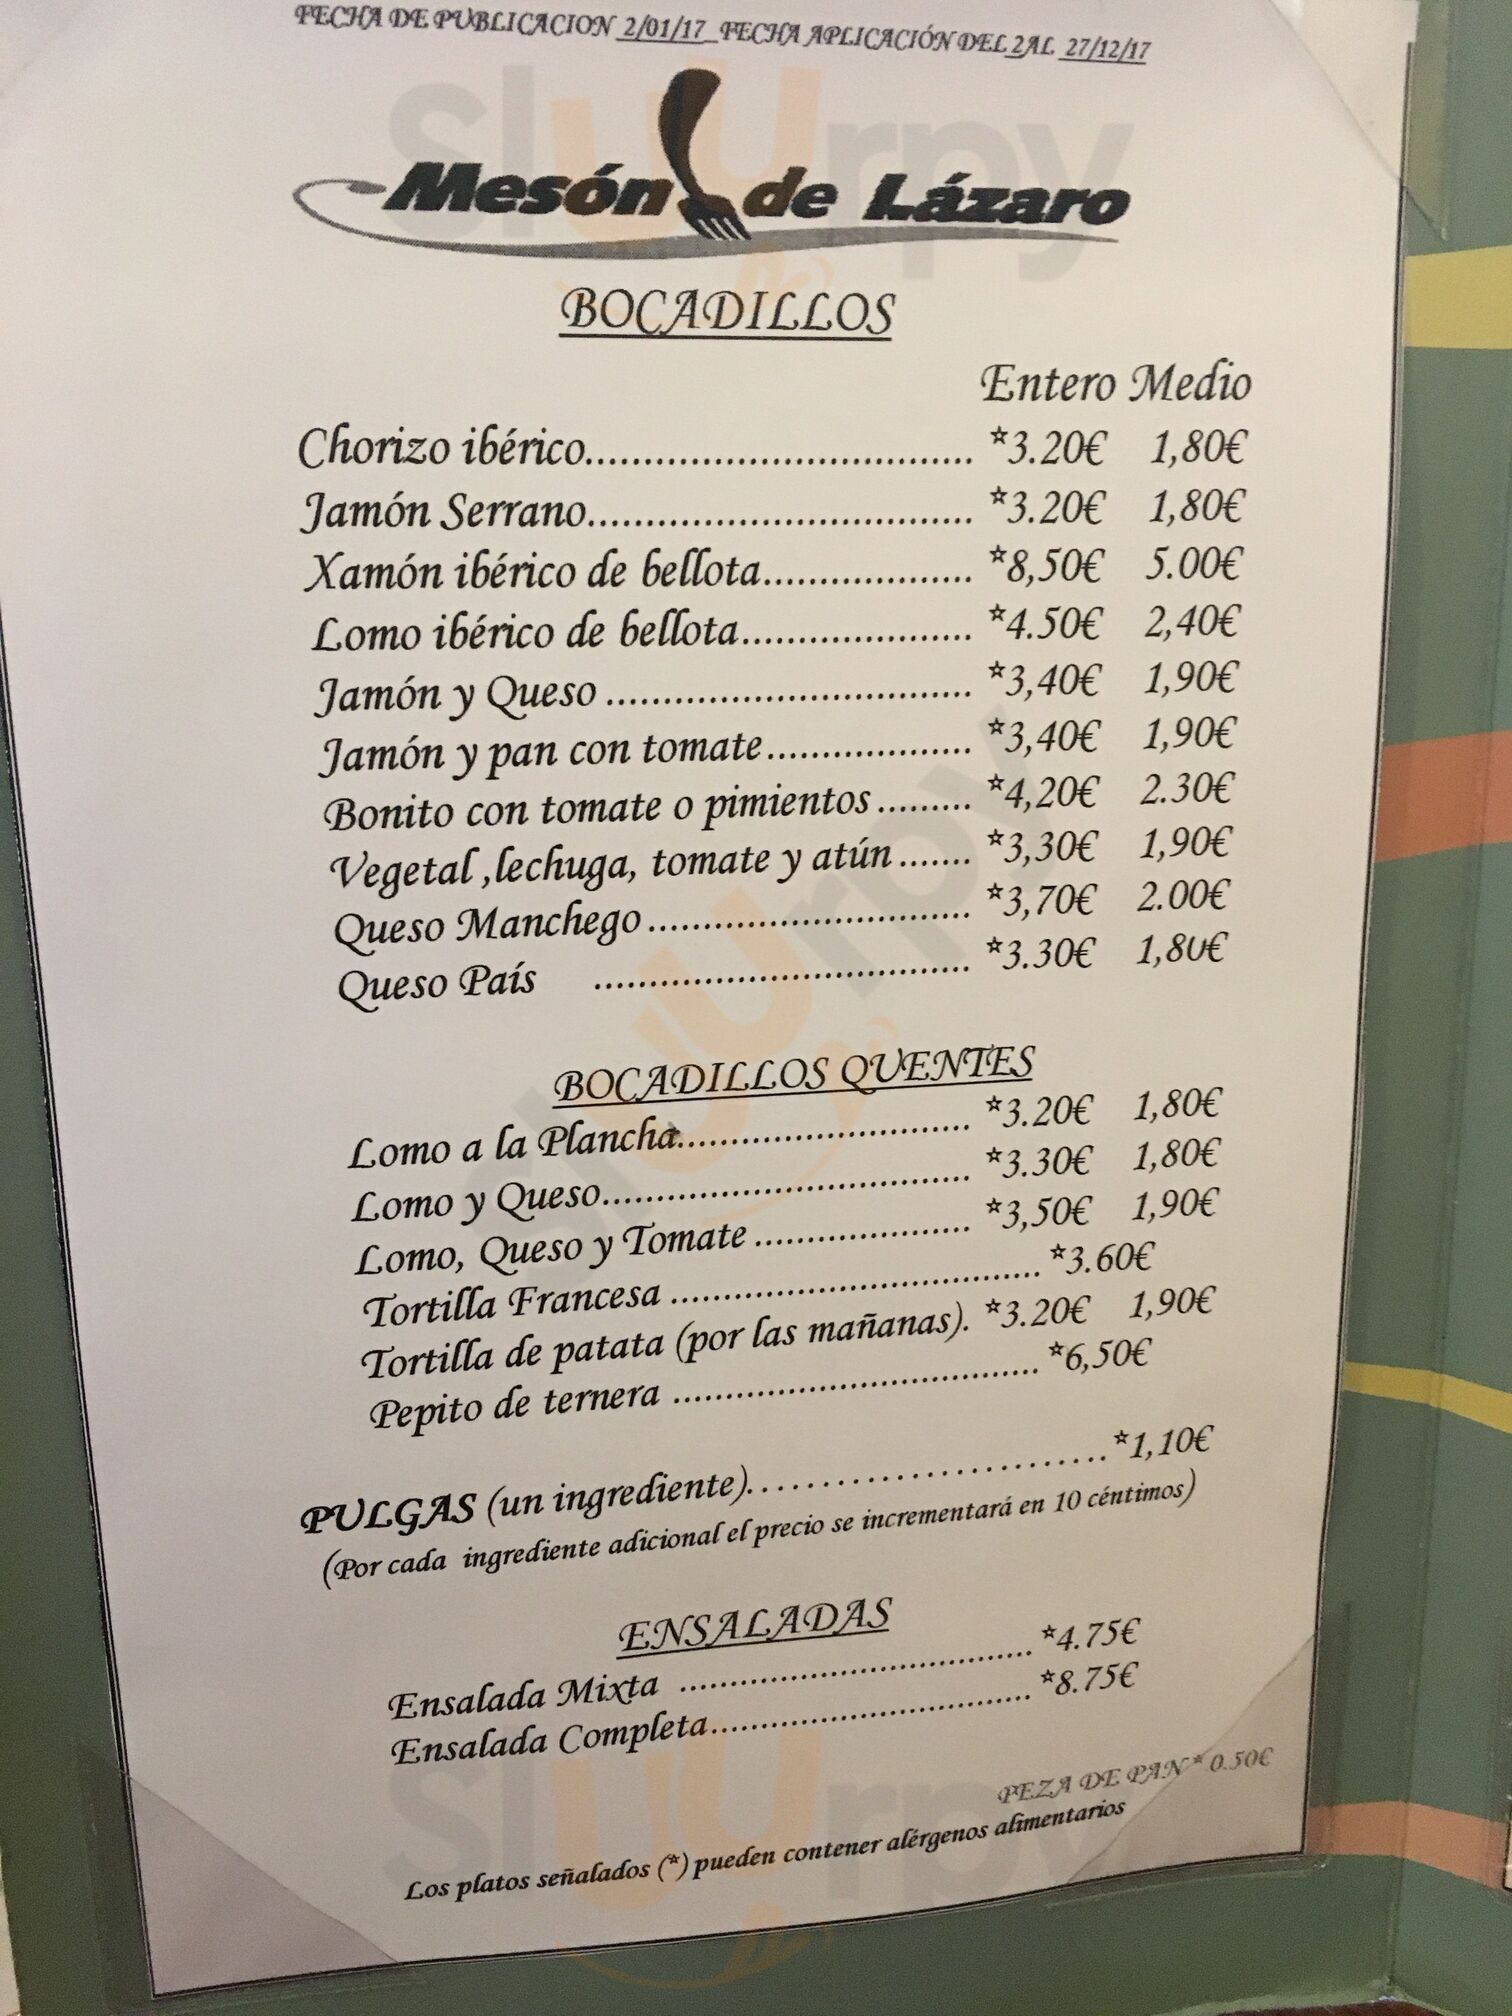 FECHA DE PUBLICACION 2/01/17 FECHA APLICACIÓN DEL 2AL 27/12/17
Mesón de Lázaro
BOCADILLOS
Entero Medio
Chorizo ibérico................................. *3.20€ 1,80€
Jamón Serrano................................. *3.20€ 1,80€
Xamón ibérico de bellota.................. *8,50€ 5.00€
Lomo ibérico de bellota.................... *4.50€ 2,40€
Jamón y Queso ............................... *3,40€ 1,90€
Jamón y pan con tomate.................. *3,40€ 1,90€
Bonito con tomate o pimientos......... *4,20€ 2.30€
Vegetal ,lechuga, tomate y atún....... *3,30€ 1,90€
Queso Manchego............................ *3,70€ 2.00€
Queso País ................................. *3.30€ 1,80€
BOCADILLOS QUENTES
Lomo a la Plancha......................... *3.20€ 1,80€
Lomo y Queso................................ *3.30€ 1,80€
Lomo, Queso y Tomate ................... *3,50€ 1,90€
Tortilla Francesa ................................ *3.60€
Tortilla de patata (por las mañanas). *3.20€ 1,90€
Pepito de ternera ................................ *6,50€
PULGAS (un ingrediente)..........................*1,10€
(Por cada ingrediente adicional el precio se incrementará en 10 céntimos)
ENSALADAS
Ensalada Mixta ................................ *4.75€
Ensalada Completa............................. *8.75€
PEZA DE PAN * 0.50€
Los platos señalados (*) pueden contener alérgenos alimentarios
sluurpy
sluurpy
sluurpy